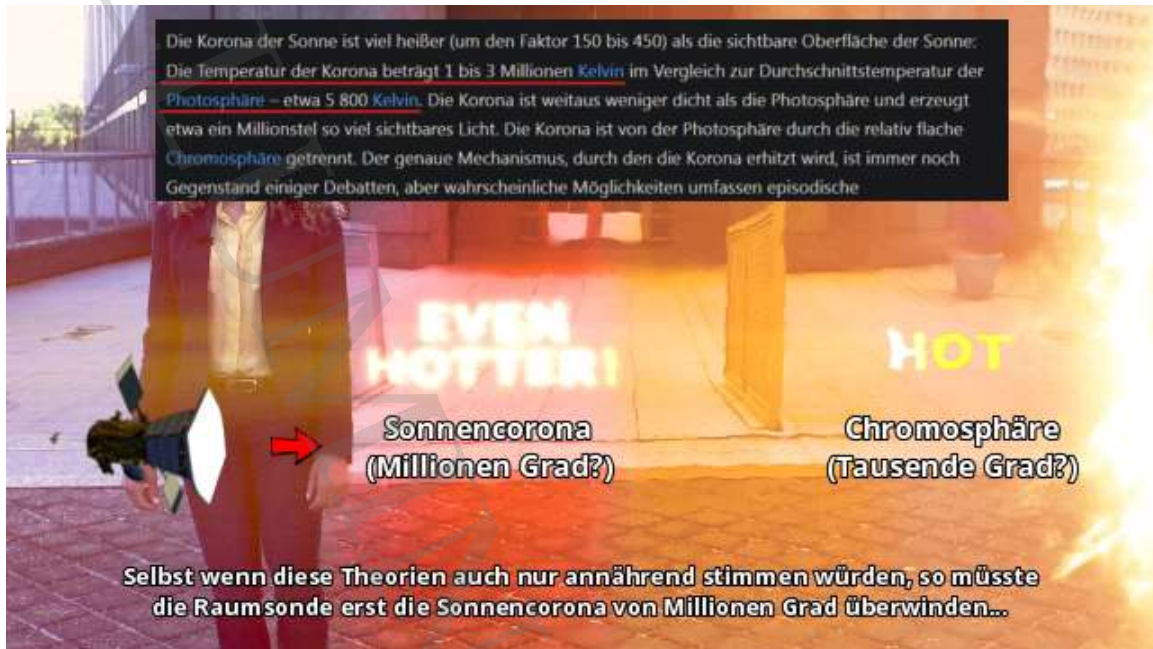 Die Korona der Sonne ist viel heißer (um den Faktor 150 bis 450) als die sichtbare Oberfläche der Sonne:
Die Temperatur der Korona beträgt 1 bis 3 Millionen Kelvin im Vergleich zur Durchschnittstemperatur der
Photosphäre – etwa 5 800 Kelvin. Die Korona ist weitaus weniger dicht als die Photosphäre und erzeugt
etwa ein Millionstel so viel sichtbares Licht. Die Korona ist von der Photosphäre durch die relativ flache
Chromosphäre getrennt. Der genaue Mechanismus, durch den die Korona erhitzt wird, ist immer noch
Gegenstand einiger Debatten, aber wahrscheinliche Möglichkeiten umfassen episodische
EVEN
HOTTER!
HOT
Sonnencorona
(Millionen Grad?)
Chromosphäre
(Tausende Grad?)
Selbst wenn diese Theorien auch nur annährend stimmen würden, so müsste
die Raumsonde erst die Sonnencorona von Millionen Grad überwinden...